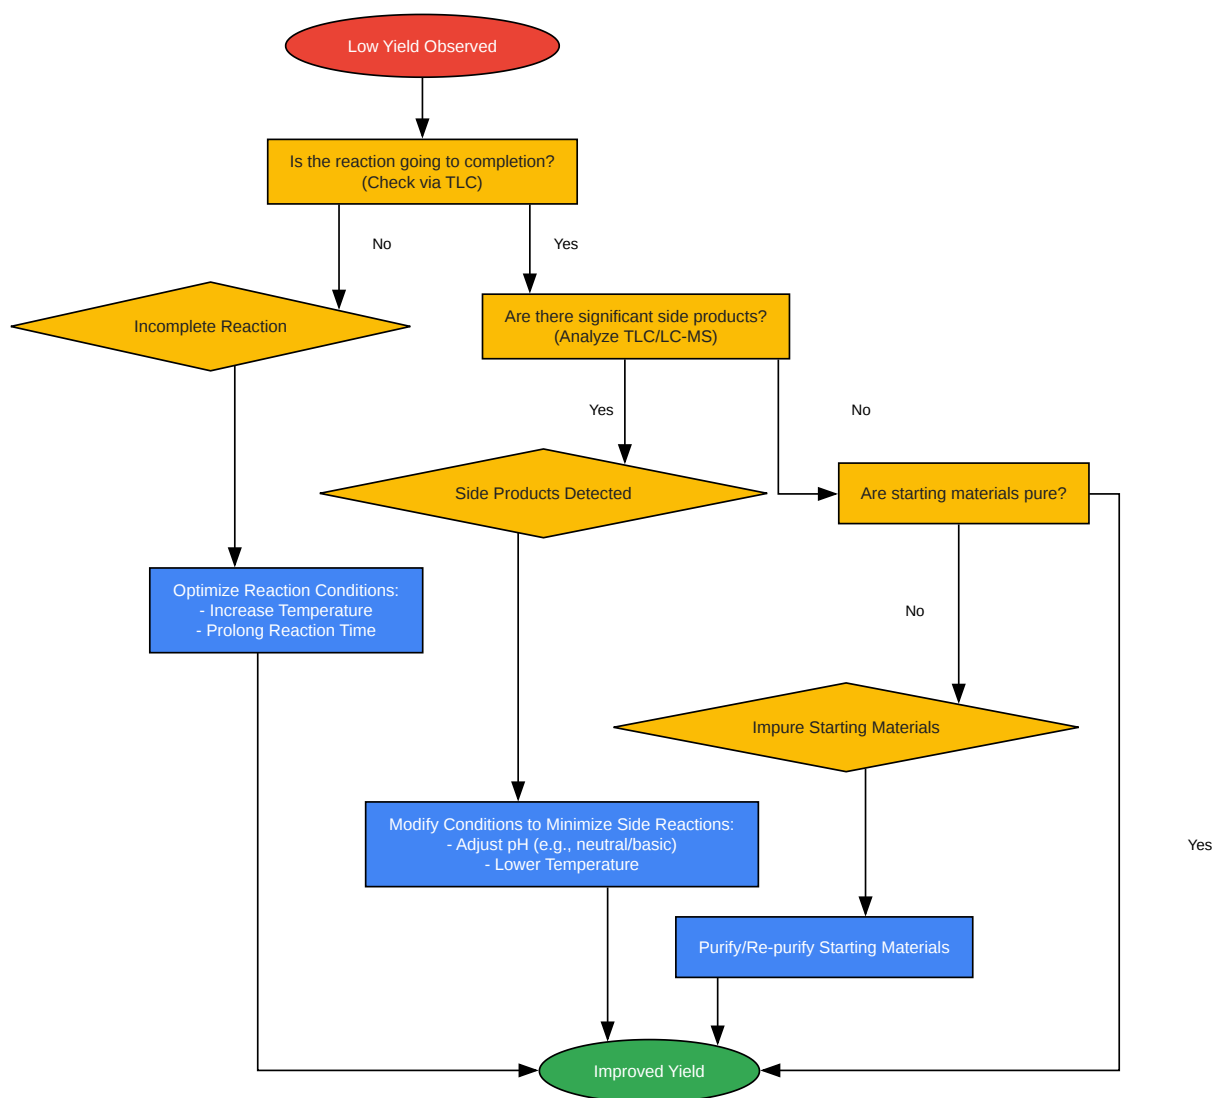 Low Yield Observed
Is the reaction going to completion?
(Check via TLC)
No
Yes
Incomplete Reaction
Are there significant side products?
(Analyze TLC/LC-MS)
Yes
No
Side Products Detected
Are starting materials pure?
Optimize Reaction Conditions:
- Increase Temperature
- Prolong Reaction Time
No
Impure Starting Materials
Modify Conditions to Minimize Side Reactions:
- Adjust pH (e.g., neutral/basic)
- Lower Temperature
Yes
Purify/Re-purify Starting Materials
Improved Yield